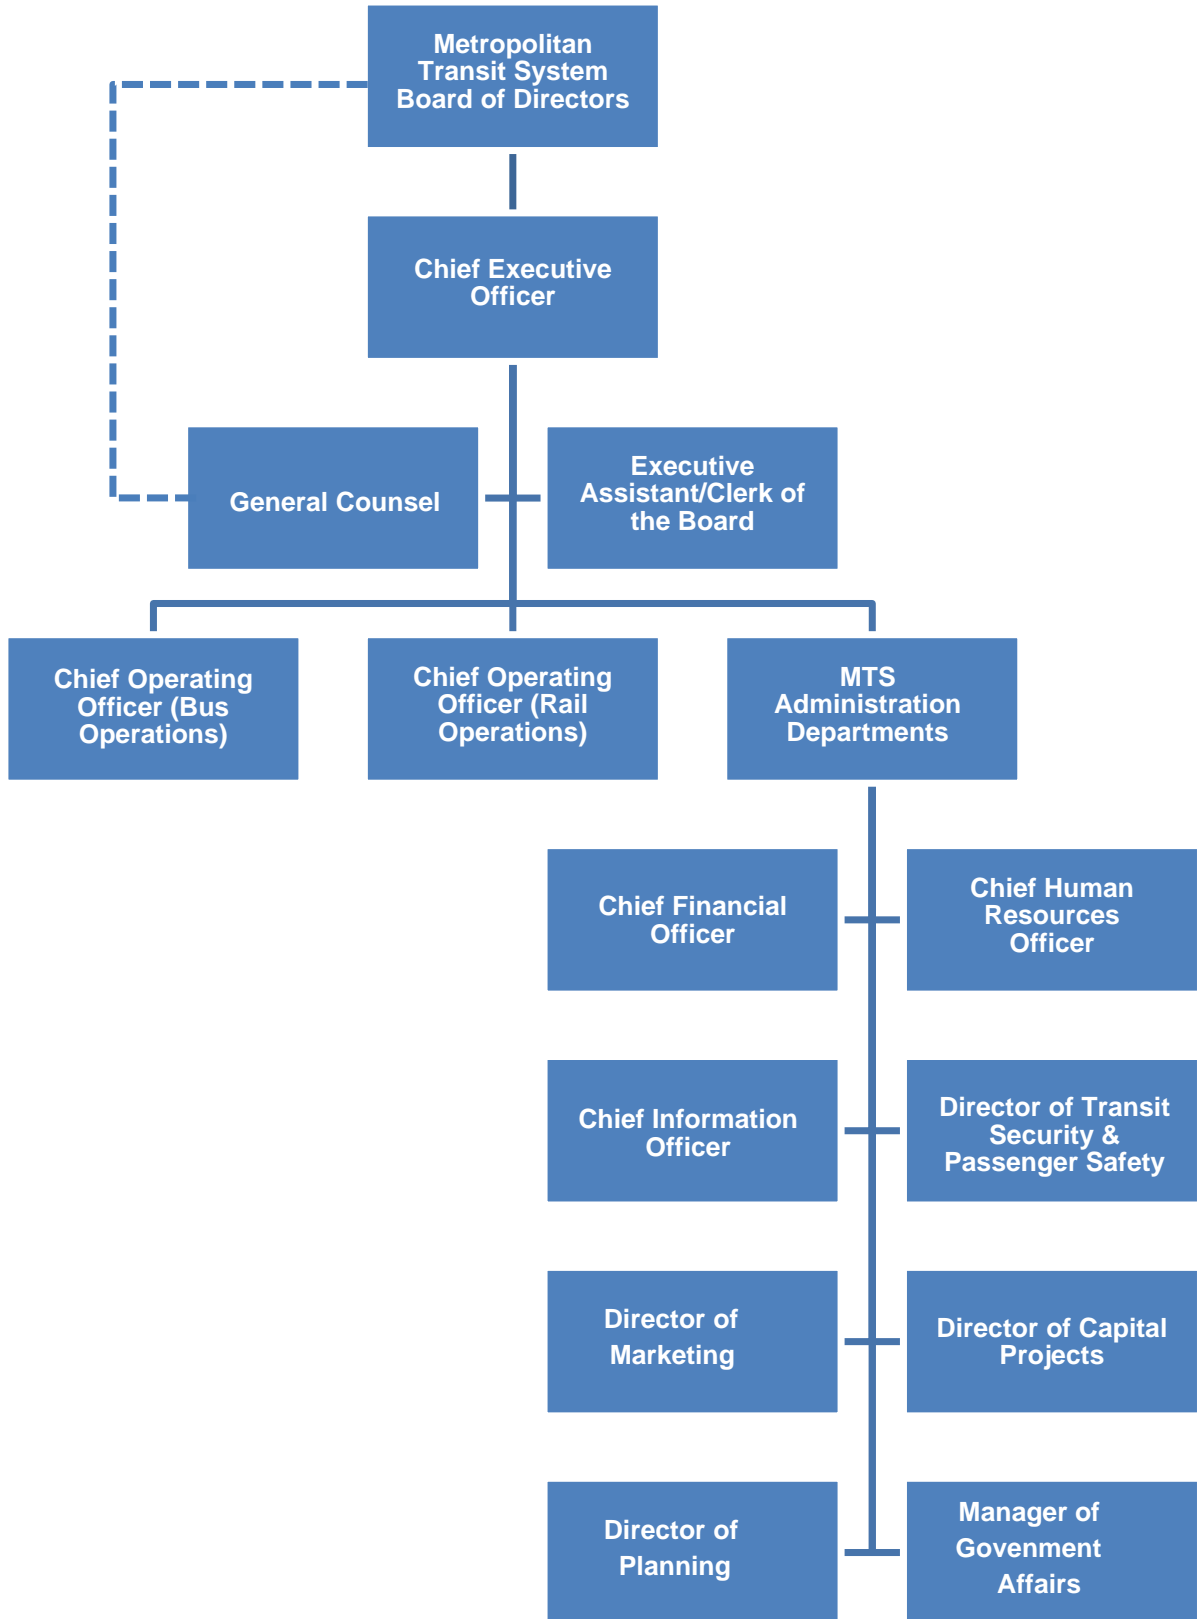 Metropolitan
Transit System
Board of Directors
Chief Executive
Officer
General Counsel
Executive
Assistant/Clerk of
the Board
Chief Operating
Officer (Bus
Operations)
Chief Operating
Officer (Rail
Operations)
MTS
Administration
Departments
Chief Financial
Officer
Chief Human
Resources
Officer
Chief Information
Officer
Director of Transit
Security &
Passenger Safety
Director of
Marketing
Director of Capital
Projects
Director of
Planning
Manager of
Govenment
Affairs